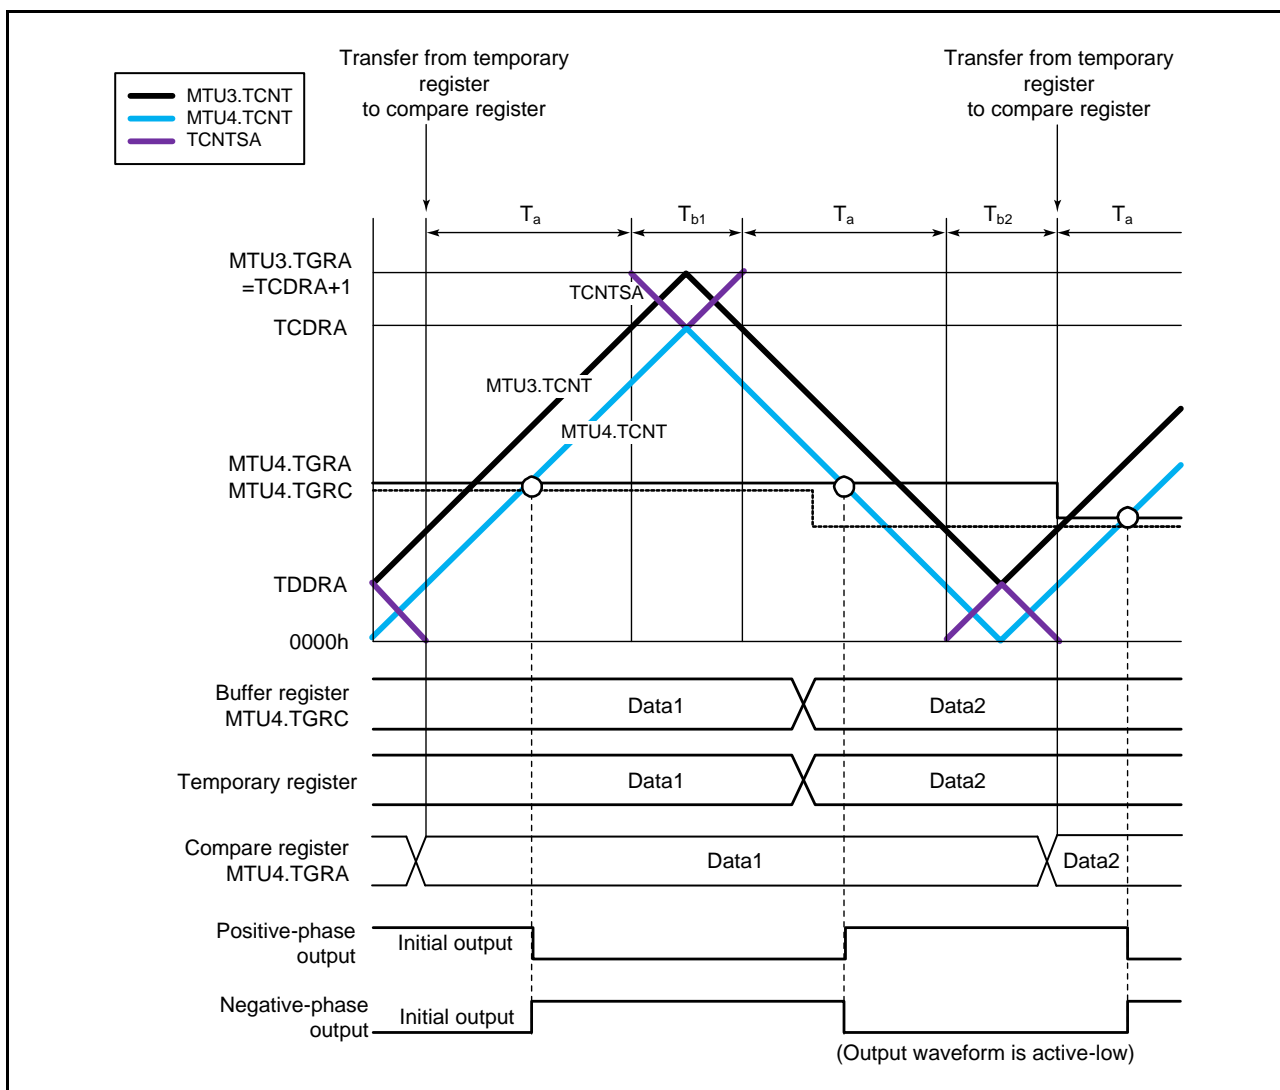 Transfer from temporary
register
to compare register
Transfer from temporary
register
to compare register
MTU3.TCNT
MTU4.TCNT
TCNTSA
Ta
Tb1
Ta
Tb2
Ta
MTU3.TGRA
=TCDRA+1
TCNTSA
TCDRA
MTU3.TCNT
MTU4.TCNT
MTU4.TGRA
MTU4.TGRC
TDDRA
0000h
Buffer register
MTU4.TGRC
Data1
Data2
Temporary register
Data1
Data2
Compare register
MTU4.TGRA
Data1
Data2
Positive-phase
output
Initial output
Negative-phase
output
Initial output
(Output waveform is active-low)